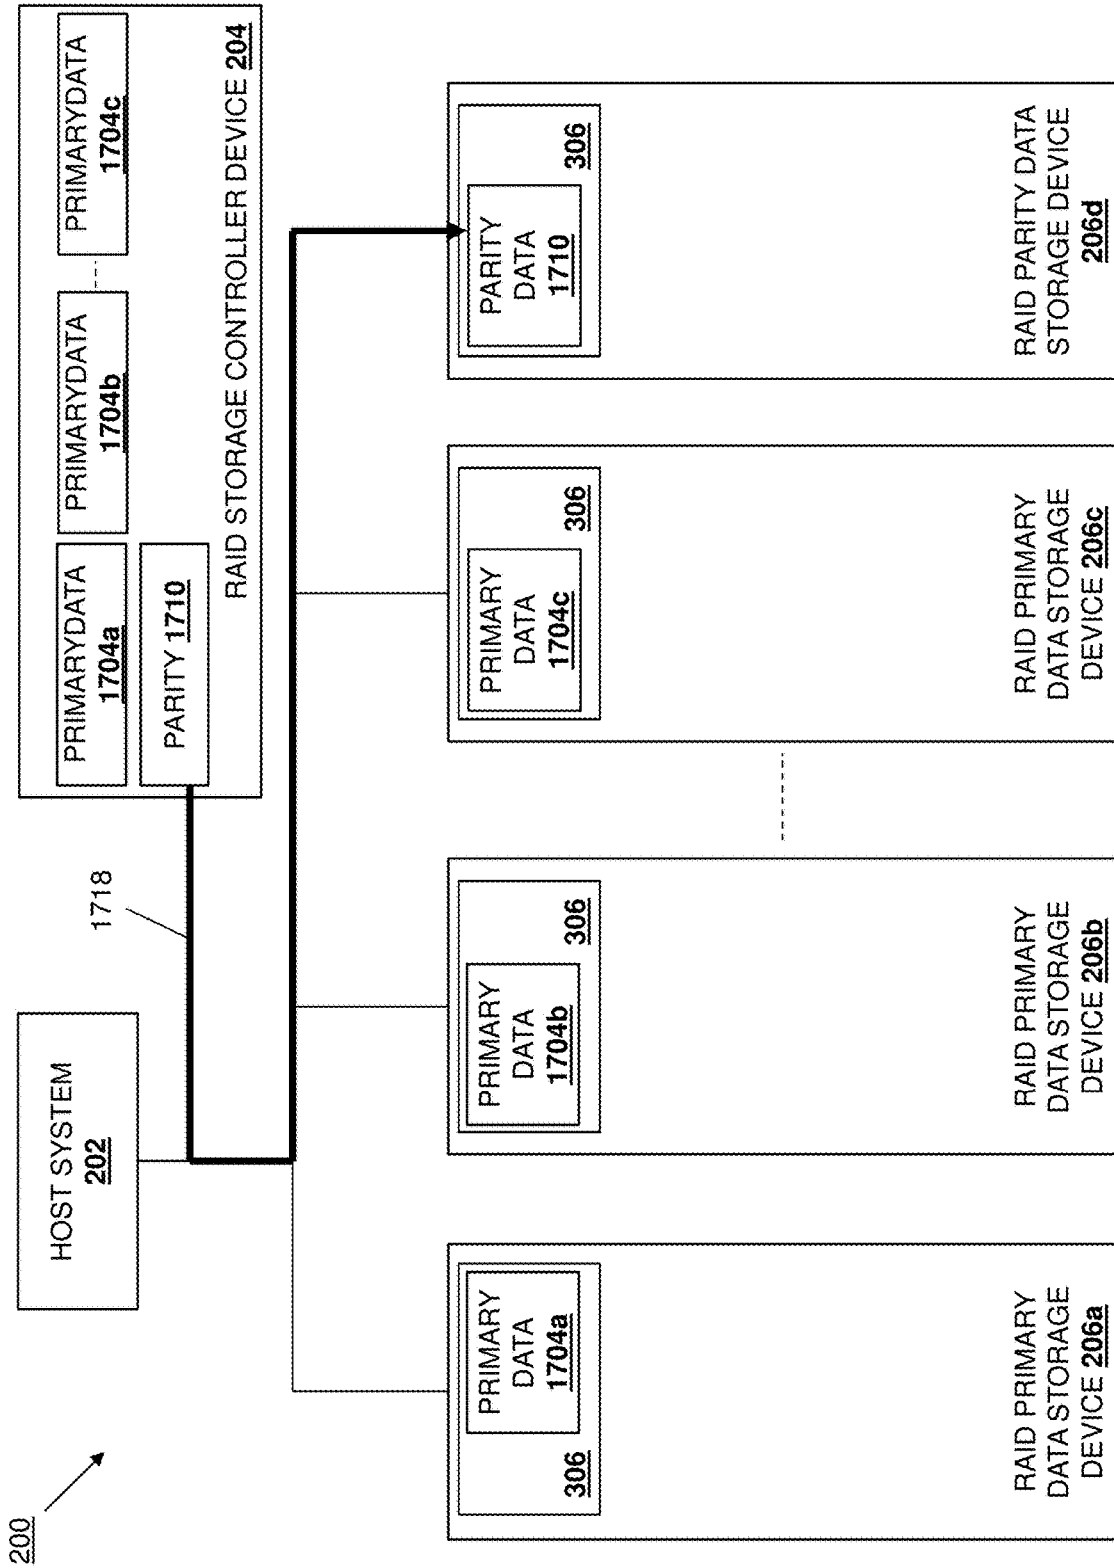 200
HOST SYSTEM
202
1718
PRIMARYDATA
1704a
PRIMARYDATA
1704b
PRIMARYDATA
1704c
PARITY 1710
RAID STORAGE CONTROLLER DEVICE 204
306
PRIMARY
DATA
1704a
RAID PRIMARY
DATA STORAGE
DEVICE 206a
PRIMARY
DATA
1704b
306
RAID PRIMARY
DATA STORAGE
DEVICE 206b
PRIMARY
DATA
1704c
306
RAID PRIMARY
DATA STORAGE
DEVICE 206c
PARITY
DATA
1710
306
RAID PARITY DATA
STORAGE DEVICE
206d